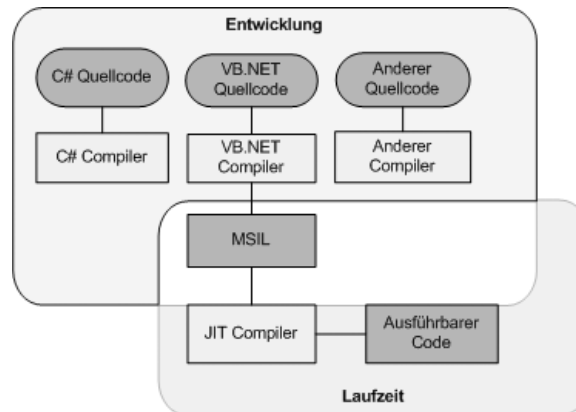 Entwicklung
C# Quellcode
VB.NET
Quellcode
Anderer
Quellcode
C# Compiler
VB.NET
Compiler
Anderer
Compiler
MSIL
JIT Compiler
Ausführbarer
Code
Laufzeit